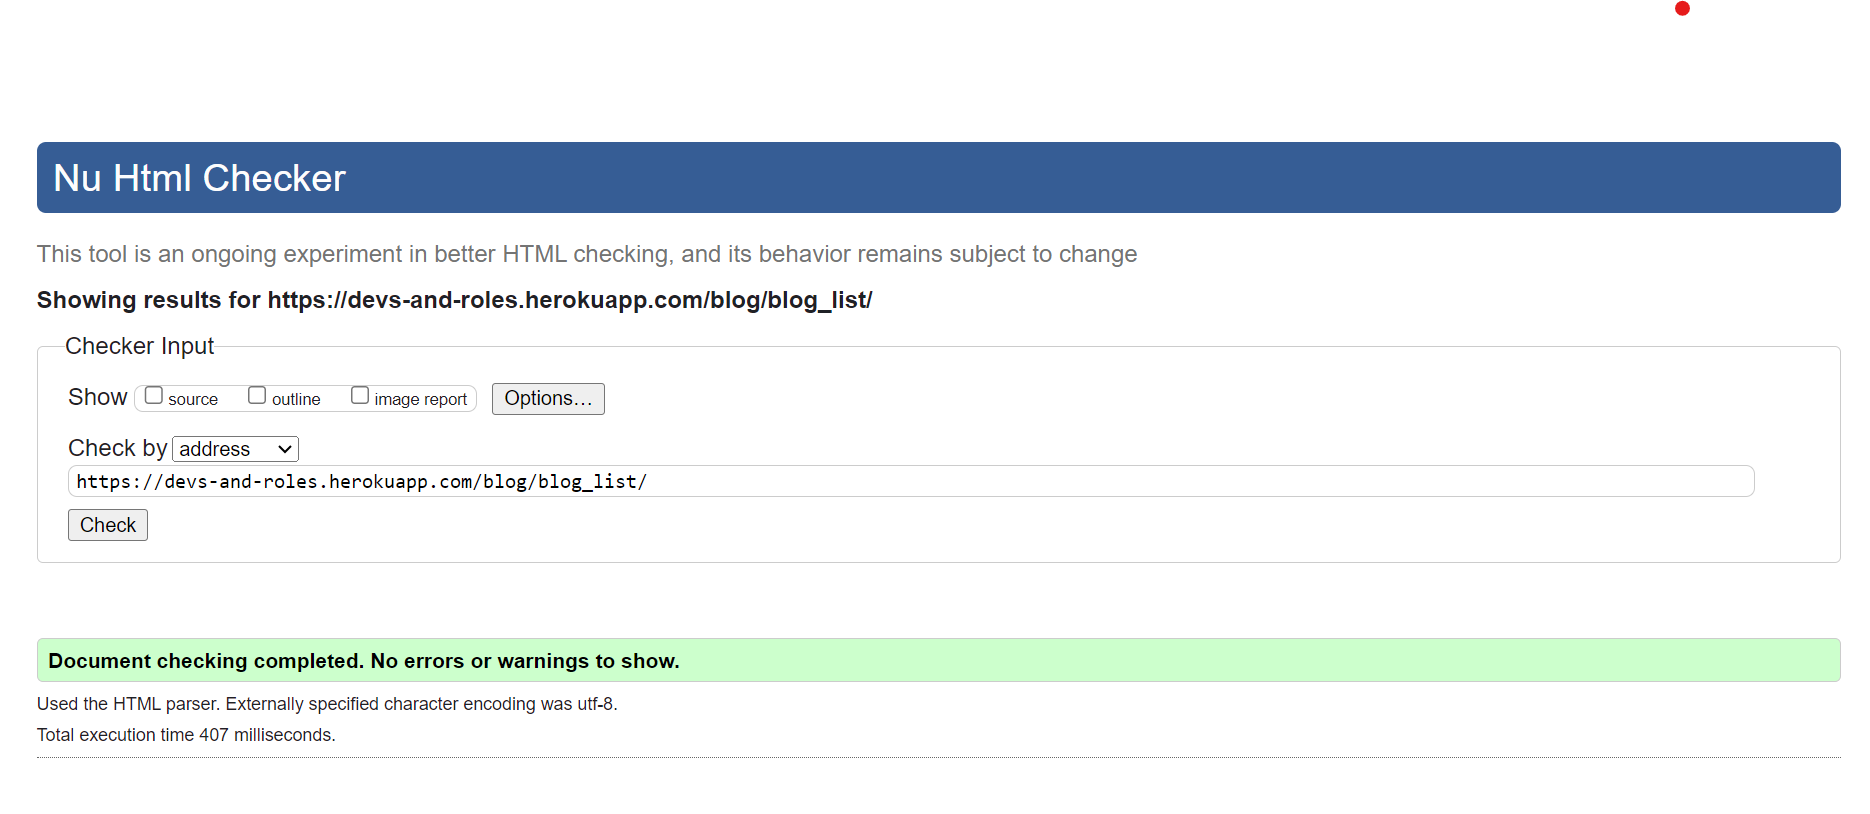 Nu Html Checker
This tool is an ongoing experiment in better HTML checking, and its behavior remains subject to change
Showing results for https://devs-and-roles.herokuapp.com/blog/blog_list/
Checker Input
Show source outline image report Options...
Check by address
https://devs-and-roles.herokuapp.com/blog/blog_list/
Check
Document checking completed. No errors or warnings to show.
Used the HTML parser. Externally specified character encoding was utf-8.
Total execution time 407 milliseconds.